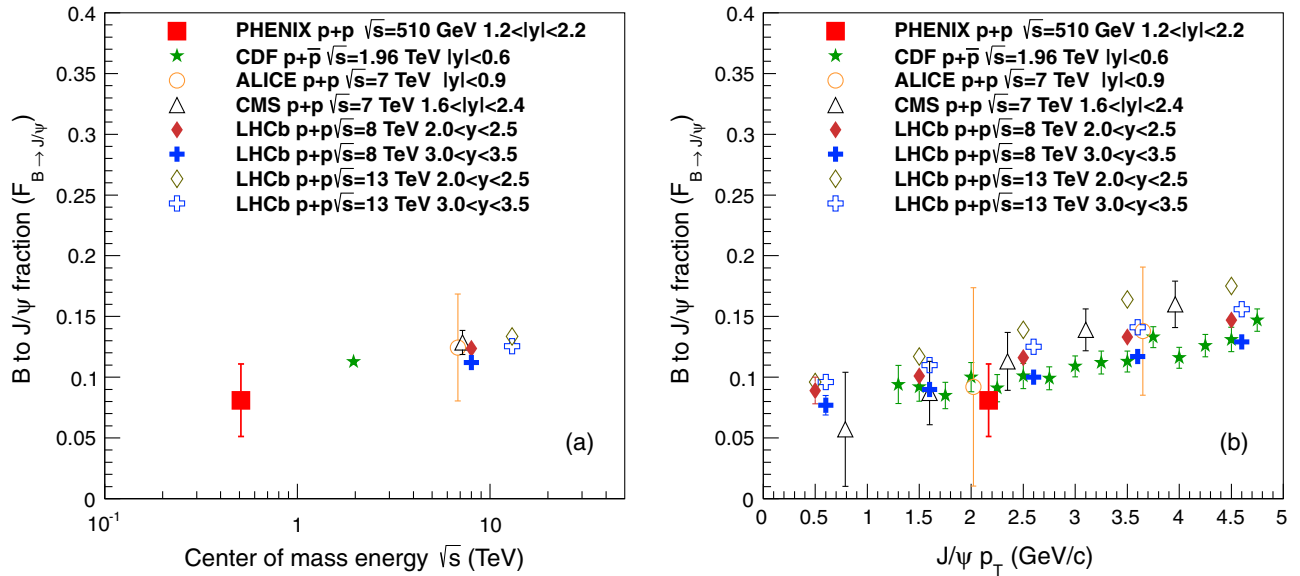 0.4
0.35
0.3
0.25
0.2
0.15
0.1
0.05
0
B to J/ψ fraction (F_{B→J/ψ})
PHENIX p+p √s=510 GeV 1.2<|y|<2.2
CDF p+p̅ √s=1.96 TeV |y|<0.6
ALICE p+p √s=7 TeV |y|<0.9
CMS p+p √s=7 TeV 1.6<|y|<2.4
LHCb p+p√s=8 TeV 2.0<y<2.5
LHCb p+p√s=8 TeV 3.0<y<3.5
LHCb p+p√s=13 TeV 2.0<y<2.5
LHCb p+p√s=13 TeV 3.0<y<3.5
(a)
10⁻¹ 1 10
Center of mass energy √s (TeV)
0.4
0.35
0.3
0.25
0.2
0.15
0.1
0.05
0
B to J/ψ fraction (F_{B→J/ψ})
PHENIX p+p √s=510 GeV 1.2<|y|<2.2
CDF p+p̅ √s=1.96 TeV |y|<0.6
ALICE p+p √s=7 TeV |y|<0.9
CMS p+p √s=7 TeV 1.6<|y|<2.4
LHCb p+p√s=8 TeV 2.0<y<2.5
LHCb p+p√s=8 TeV 3.0<y<3.5
LHCb p+p√s=13 TeV 2.0<y<2.5
LHCb p+p√s=13 TeV 3.0<y<3.5
(b)
0 0.5 1 1.5 2 2.5 3 3.5 4 4.5 5
J/ψ p_T (GeV/c)